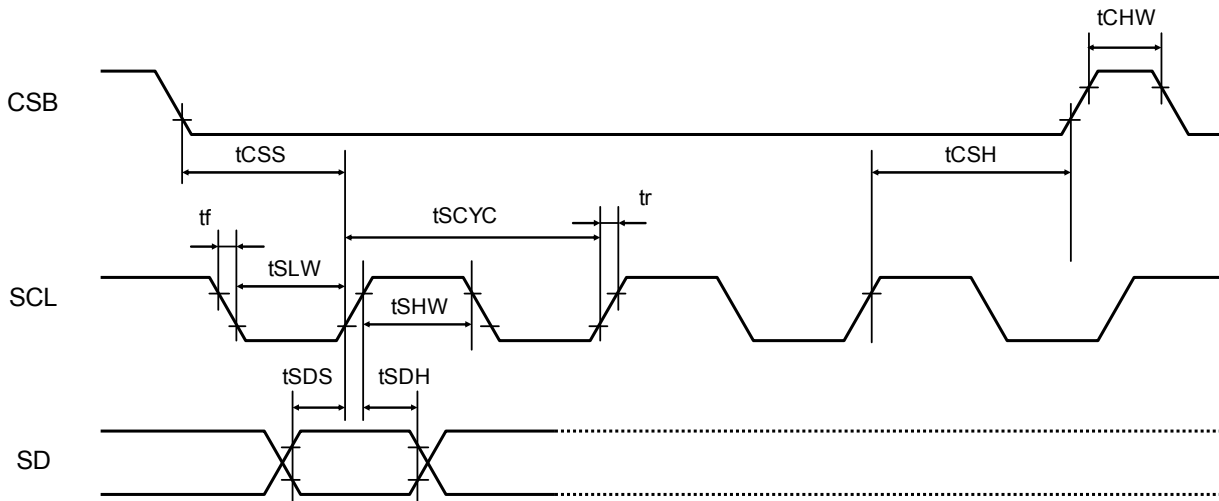 tCHW
CSB
tCSS
tCSH
tf
tSCYC
tr
tSLW
SCL
tSHW
tSDS
tSDH
SD